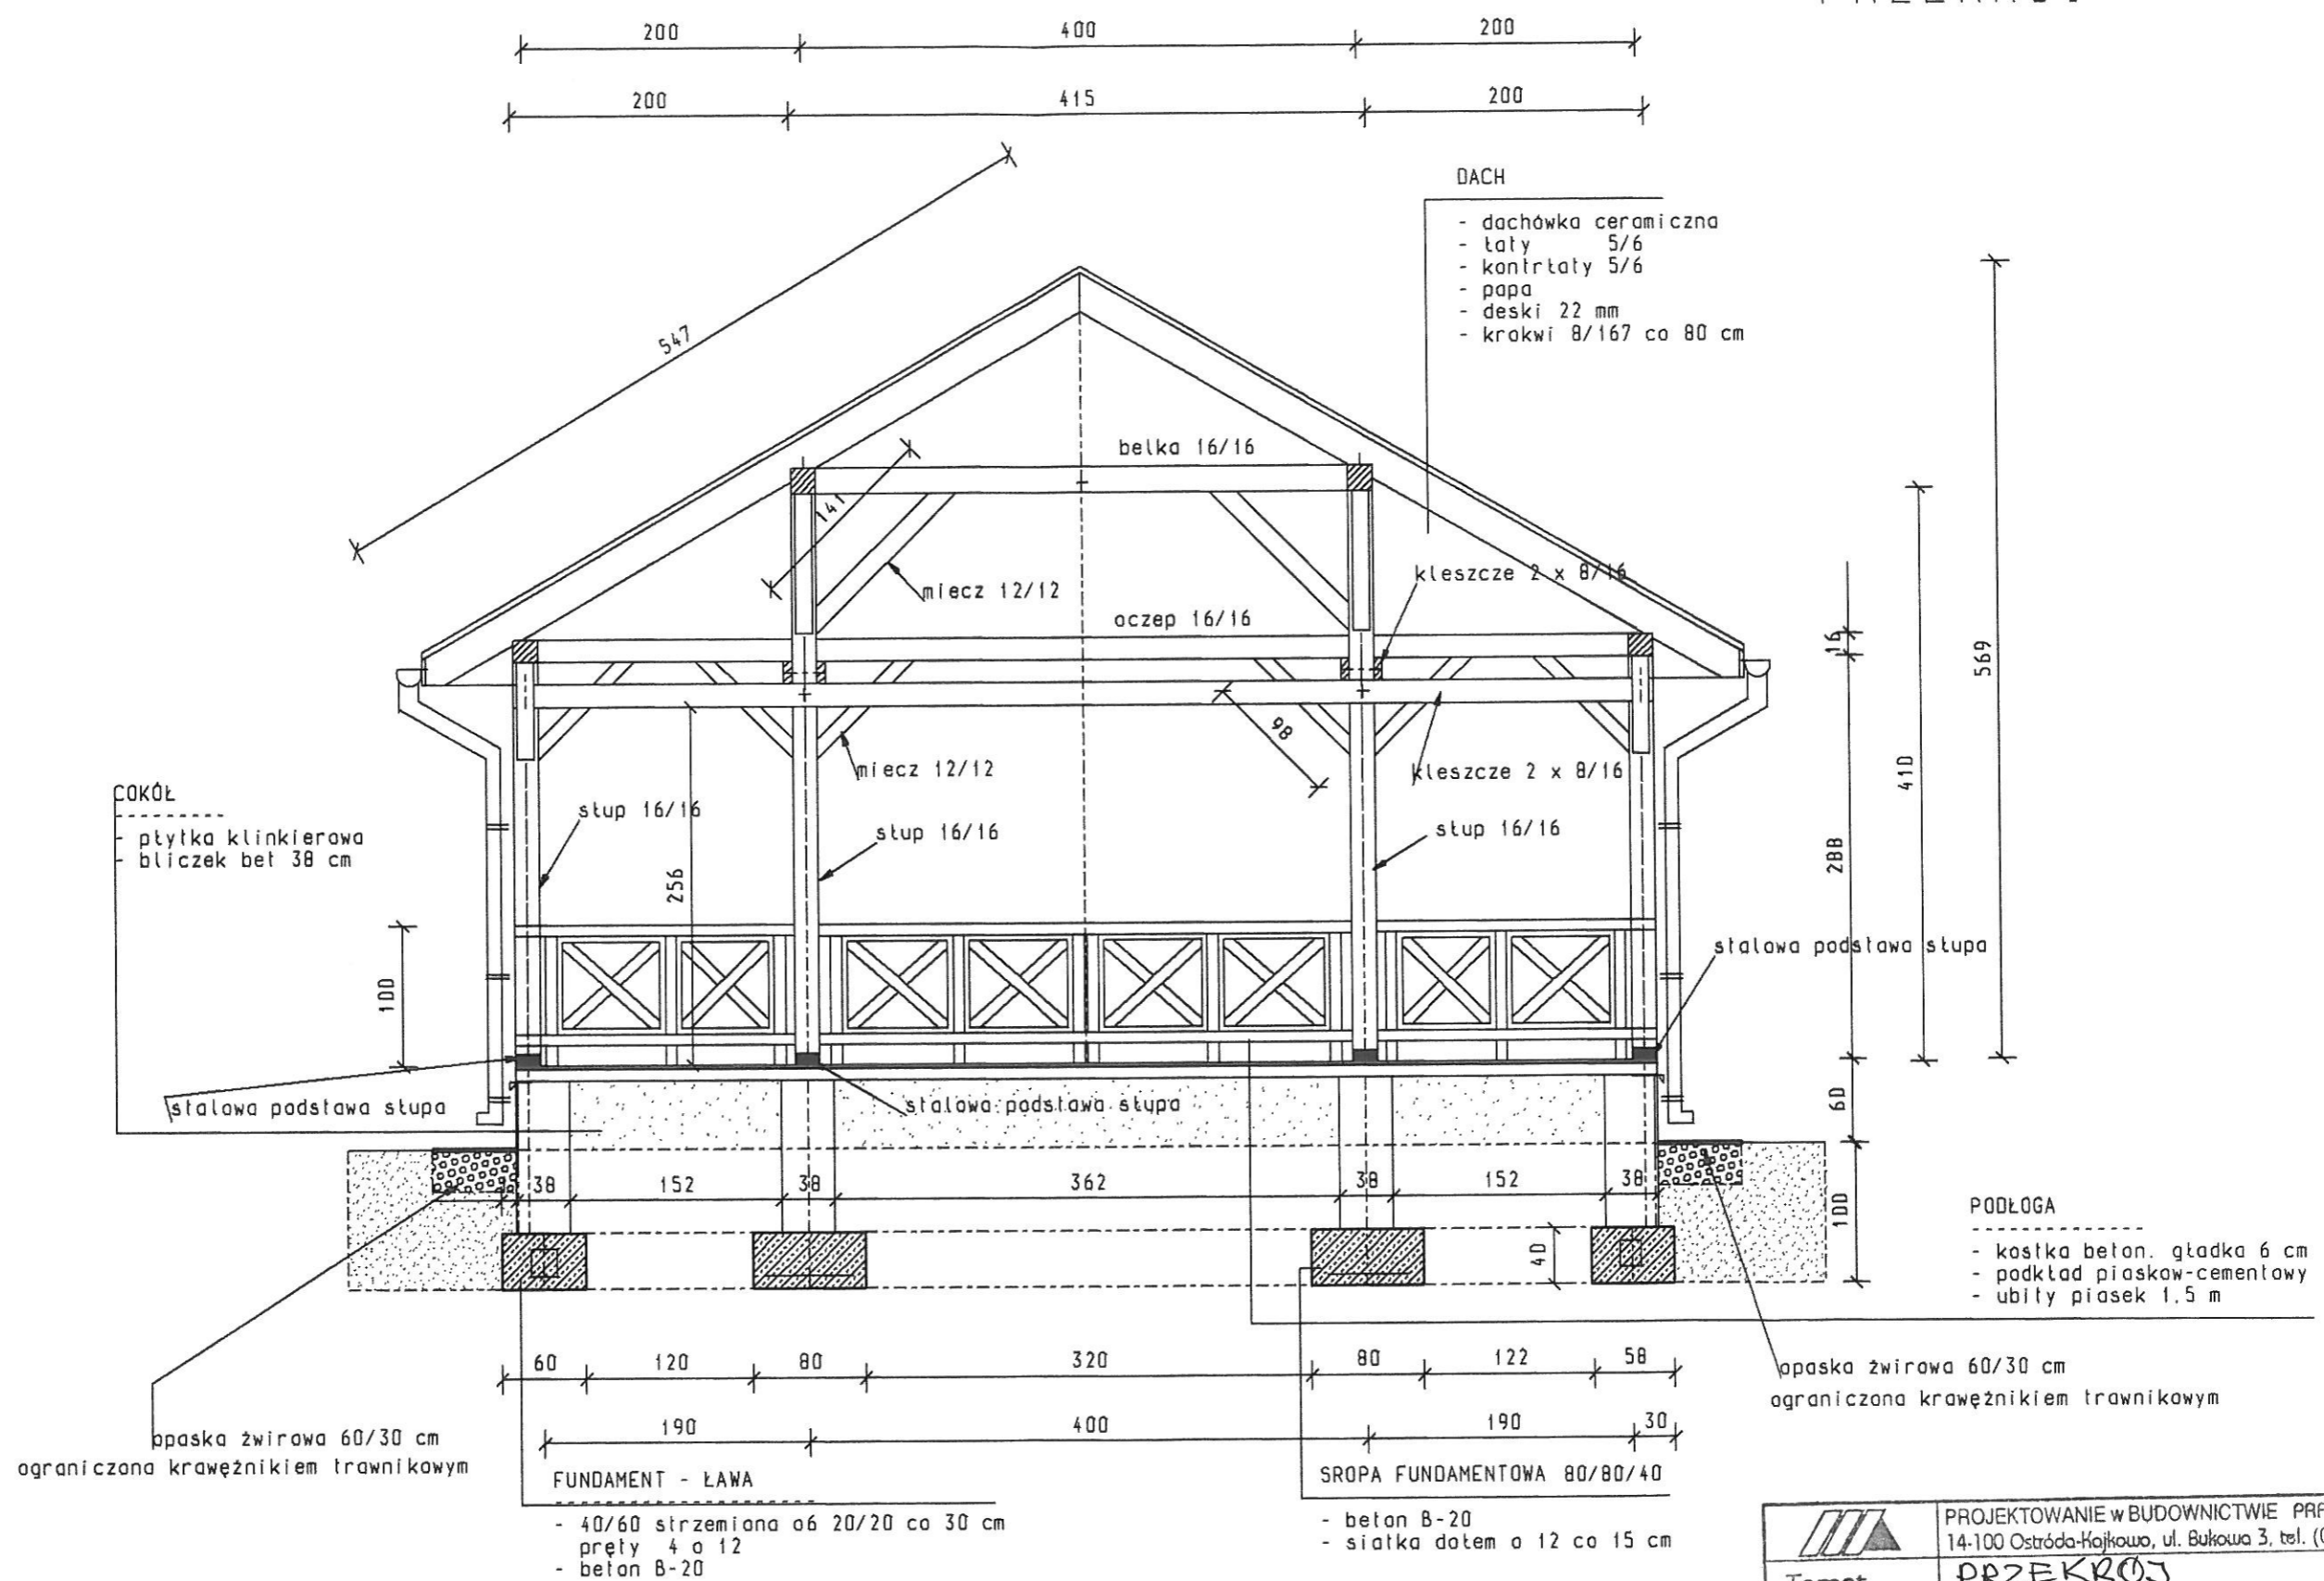 200 400 200
200 415 200
DACH
- dachówka ceramiczna
- łaty 5/6
- kontrłaty 5/6
- papa
- deski 22 mm
- krokwi 8/167 co 80 cm
547
569
belka 16/16
141
410
miecz 12/12
kleszcze 2 x 8/16
oczep 16/16
16
98
miecz 12/12
kleszcze 2 x 8/16
COKÓŁ
- płytka klinkierowa
- bliczek bet 38 cm
słup 16/16
słup 16/16
słup 16/16
256
288
100
stalowa podstawa słupa
stalowa podstawa słupa
stalowa podstawa słupa
60
38 152 38 362 38 152 38
100
40
PODŁOGA
- kostka beton. gładka 6 cm
- podkład piaskow-cementowy
- ubity piasek 1.5 m
60 120 80 320 80 122 58
opaska żwirowa 60/30 cm
ograniczona krawężnikiem trawnikowym
190 400 190 30
opaska żwirowa 60/30 cm
ograniczona krawężnikiem trawnikowym
FUNDAMENT - ŁAWA
- 40/60 strzemiona o6 20/20 co 30 cm
pręty 4 o 12
- beton B-20
SROPA FUNDAMENTOWA 80/80/40
- beton B-20
- siatka dołem o 12 co 15 cm
PROJEKTOWANIE w BUDOWNICTWIE
14-100 Ostróda-Kajkowo, ul. Bukowa 3, tel.
Temat
PRZEKRÓJ